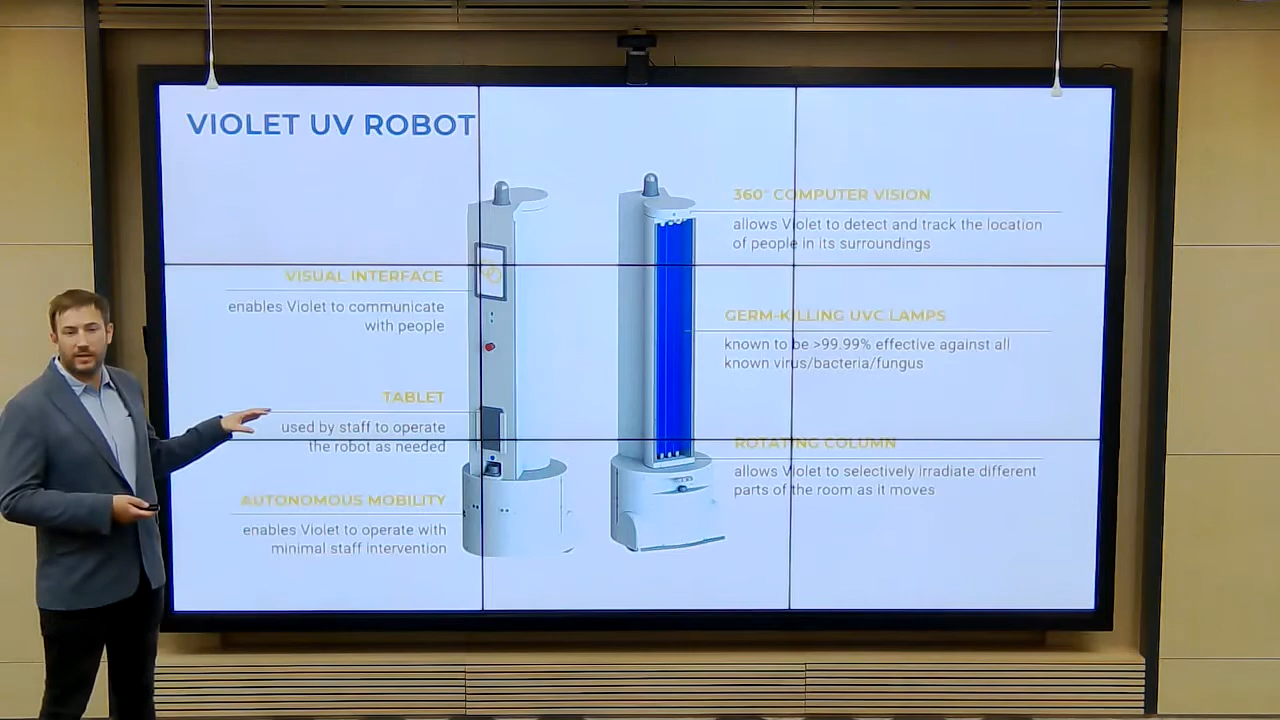 VIOLET UV ROBOT
VISUAL INTERFACE
enables Violet to communicate
with people
TABLET
used by staff to operate
the robot as needed
AUTONOMOUS MOBILITY
enables Violet to operate with
minimal staff intervention
360° COMPUTER VISION
allows Violet to detect and track the location
of people in its surroundings
GERM-KILLING UVC LAMPS
known to be >99.99% effective against all
known virus/bacteria/fungus
ROTATING COLUMN
allows Violet to selectively irradiate different
parts of the room as it moves